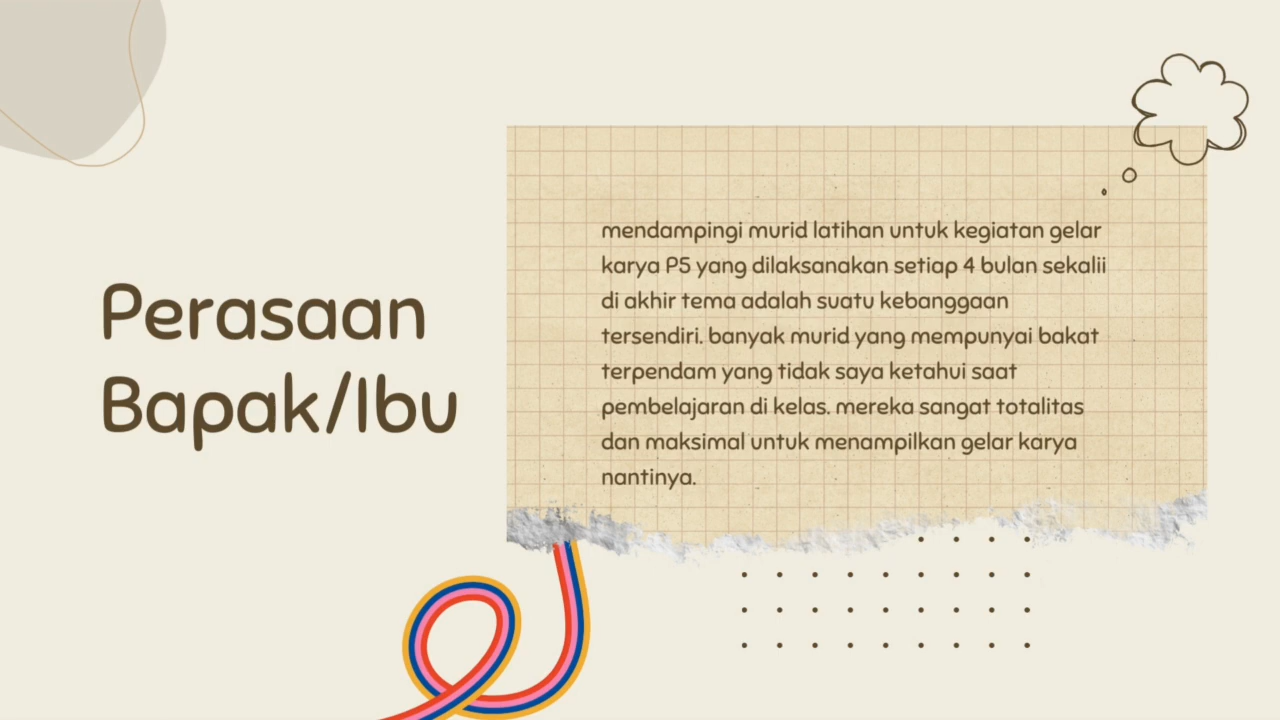 Perasaan
Bapak/Ibu
mendampingi murid latihan untuk kegiatan gelar
karya P5 yang dilaksanakan setiap 4 bulan sekalii
di akhir tema adalah suatu kebanggaan
tersendiri. banyak murid yang mempunyai bakat
terpendam yang tidak saya ketahui saat
pembelajaran di kelas. mereka sangat totalitas
dan maksimal untuk menampilkan gelar karya
nantinya.